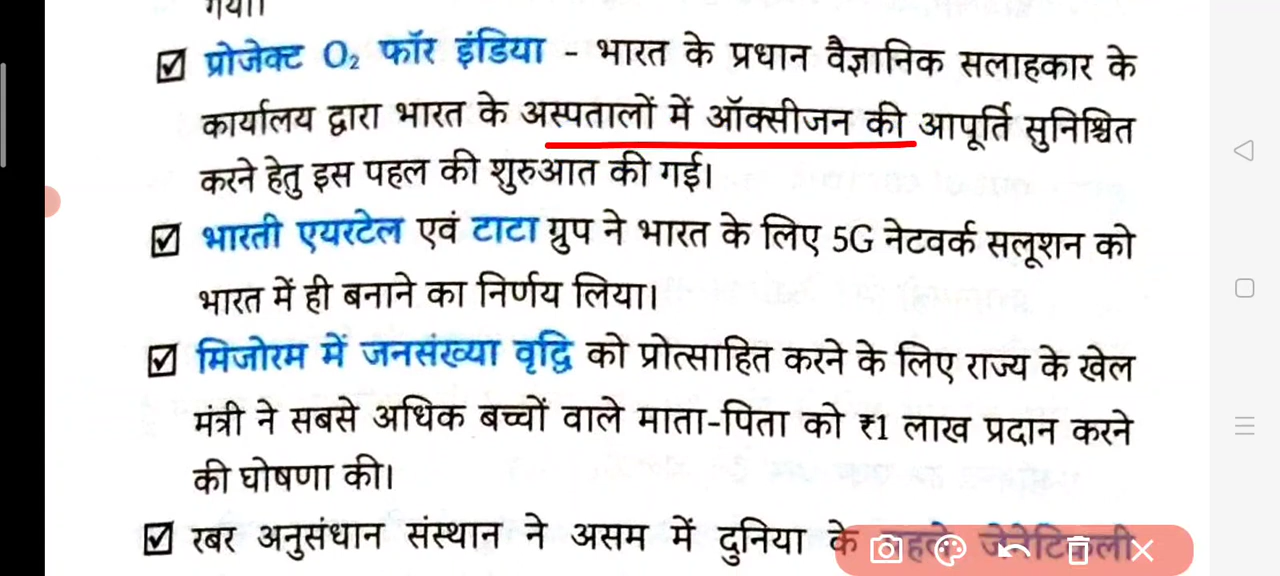 गया।
☑ प्रोजेक्ट O₂ फॉर इंडिया - भारत के प्रधान वैज्ञानिक सलाहकार के
कार्यालय द्वारा भारत के अस्पतालों में ऑक्सीजन की आपूर्ति सुनिश्चित
करने हेतु इस पहल की शुरुआत की गई।
☑ भारती एयरटेल एवं टाटा ग्रुप ने भारत के लिए 5G नेटवर्क सलूशन को
भारत में ही बनाने का निर्णय लिया।
☑ मिजोरम में जनसंख्या वृद्धि को प्रोत्साहित करने के लिए राज्य के खेल
मंत्री ने सबसे अधिक बच्चों वाले माता-पिता को ₹1 लाख प्रदान करने
की घोषणा की।
☑ रबर अनुसंधान संस्थान ने असम में दुनिया के पहले जेनेटिकली